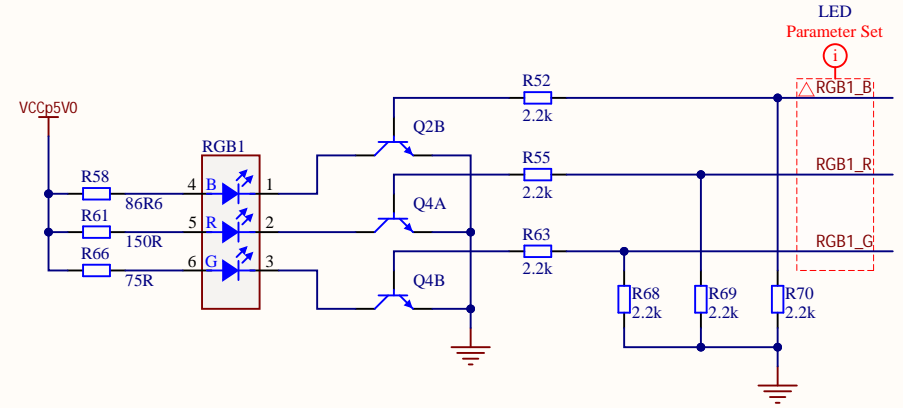 LED
Parameter Set
i
RGB1_B
R52
2.2k
VCCp5V0
Q2B
RGB1
R55
2.2k
RGB1_R
R58
86R6
4 B 1
Q4A
R61
150R
5 R 2
R63
2.2k
RGB1_G
R66
75R
6 G 3
Q4B
R68
2.2k
R69
2.2k
R70
2.2k